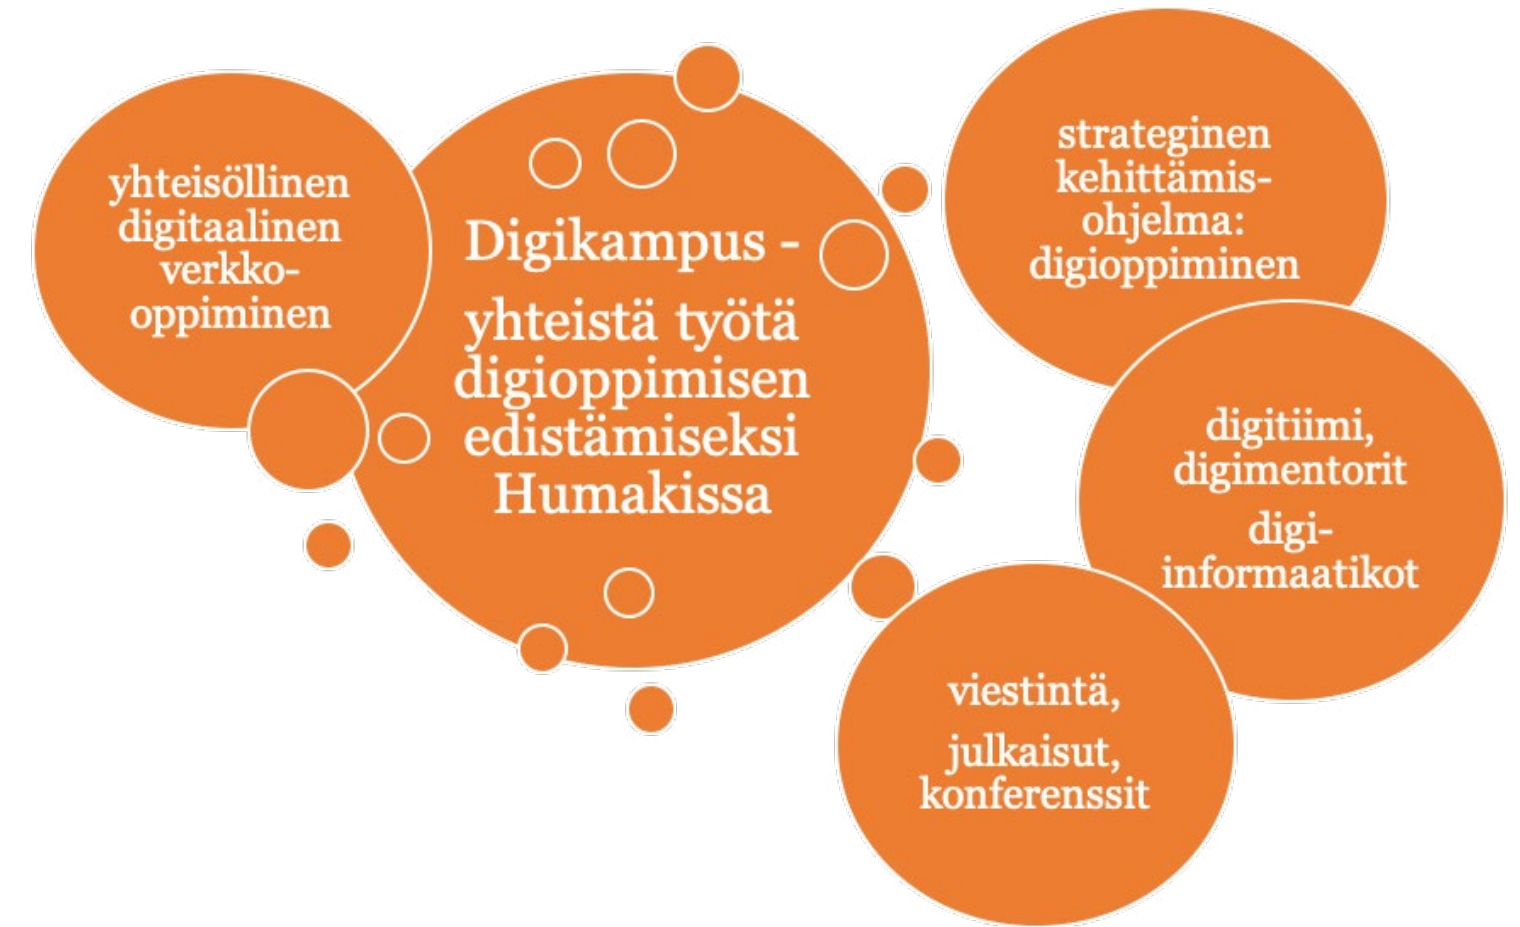 yhteisöllinen
digitaalinen
verkko-
oppiminen
Digikampus -
yhteistä työtä
digioppimisen
edistämiseksi
Humakissa
strateginen
kehittämis-
ohjelma:
digioppiminen
digitiimi,
digimentorit
digi-
informaatikot
viestintä,
julkaisut,
konferenssit